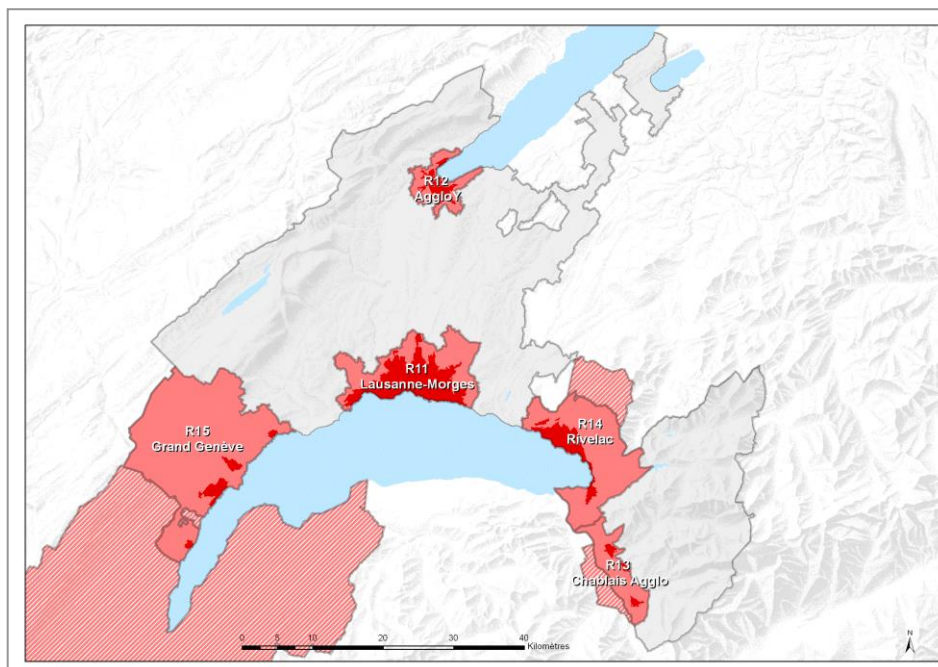 R12
AggloY
R11
Lausanne-Morges
R15
Grand Genève
R14
Rivelac
R13
Chablais Agglo
0 5 10 20 30 40
Kilomètres
N